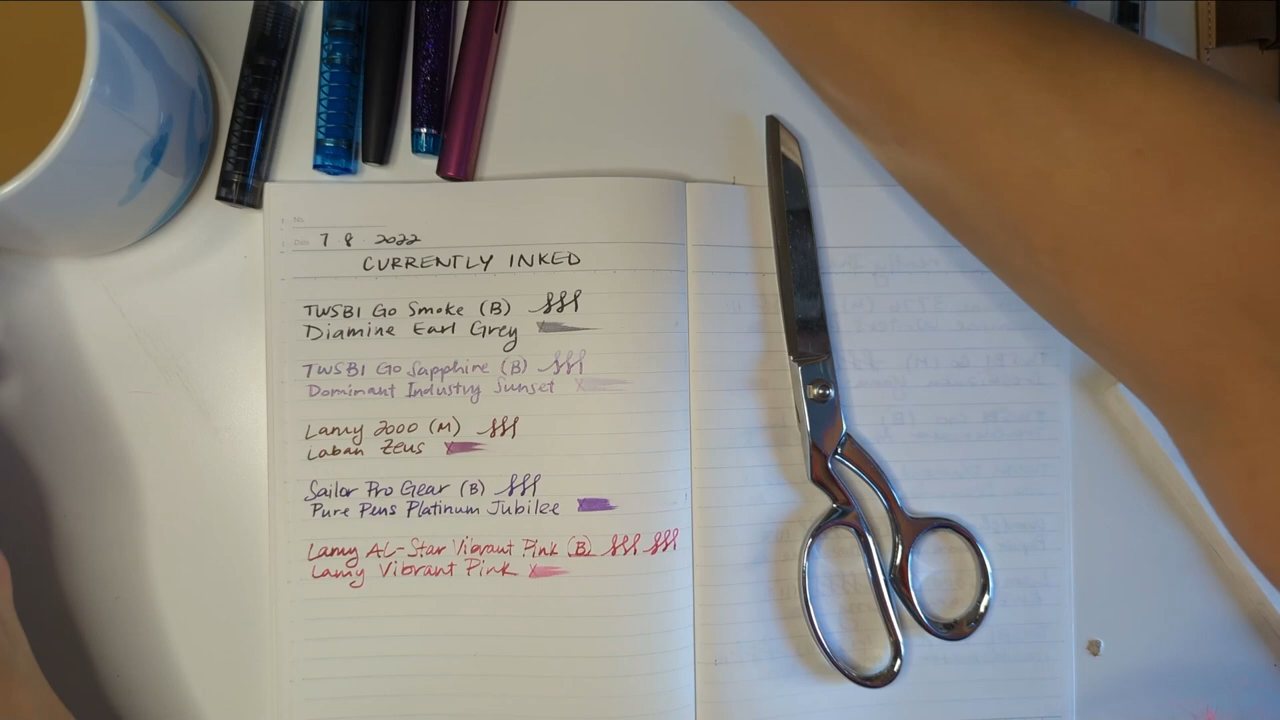 No.
Date 7 · 8 · 2022
CURRENTLY INKED
TWSBI Go Smoke (B)
Diamine Earl Grey
TWSBI Go Sapphire (B)
Dominant Industry Sunset
Lamy 2000 (M)
Laban Zeus
Sailor Pro Gear (B)
Pure Pens Platinum Jubilee
Lamy AL-Star Vibrant Pink (B)
Lamy Vibrant Pink